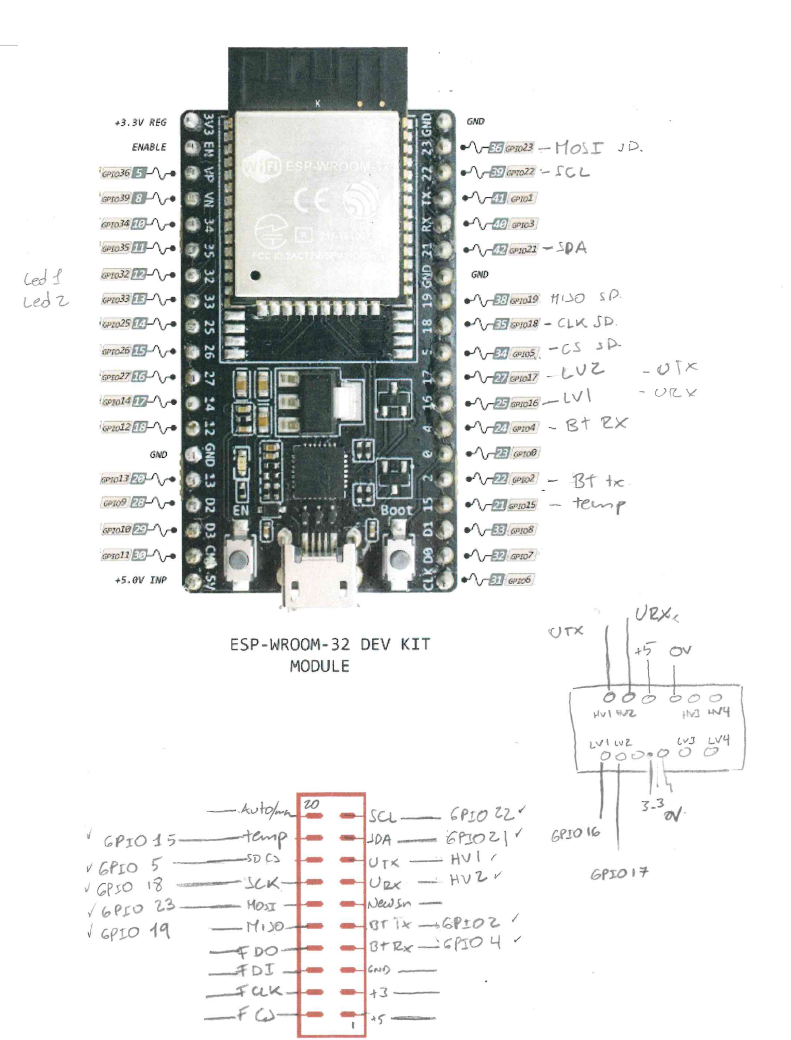 +3.3V REG 3V3 GND GND
ENABLE EN 23 36 GPIO23 - MOSI SD.
GPIO36 5 VP 22 39 GPIO22 - SCL
GPIO39 8 VN TX 41 GPIO1
GPIO34 10 34 RX 40 GPIO3
GPIO35 11 35 21 42 GPIO21 - SDA
Led 1 GPIO32 12 32 GND GND
Led 2 GPIO33 13 33 19 38 GPIO19 MISO SD.
GPIO25 14 25 18 35 GPIO18 - CLK SD.
GPIO26 15 26 5 34 GPIO5 - CS SD.
GPIO27 16 27 17 27 GPIO17 - LV2 - UTX
GPIO14 17 14 16 25 GPIO16 - LV1 - URX
GPIO12 18 12 4 24 GPIO4 - Bt RX
GND GND 0 23 GPIO0
GPIO13 20 13 2 22 GPIO2 - Bt tx
GPIO9 28 D2 15 21 GPIO15 - temp
GPIO10 29 D3 D1 33 GPIO8
GPIO11 30 CMD D0 32 GPIO7
+5.0V INP 5V CLK 31 GPIO6
K
WiFi ESP-WROOM-32
CE
R
EN
Boot
ESP-WROOM-32 DEV KIT
MODULE
UTX URX
+5 0V
HV1 HV2 HV3 HV4
LV1 LV2 LV3 LV4
3.3 0V
GPIO16
GPIO17
20
SCL GPIO 22 ✓
✓ GPIO 15 temp SDA GPIO21 ✓
✓ GPIO 5 SD CS UTX HV1 ✓
✓ GPIO 18 SCK URX HV2 ✓
✓ GPIO 23 MOSI
✓ GPIO 19 MISO BT TX GPIO2 ✓
FDO Bt Rx GPIO 4 ✓
FDI GND
FCLK +3
F CS +5
1